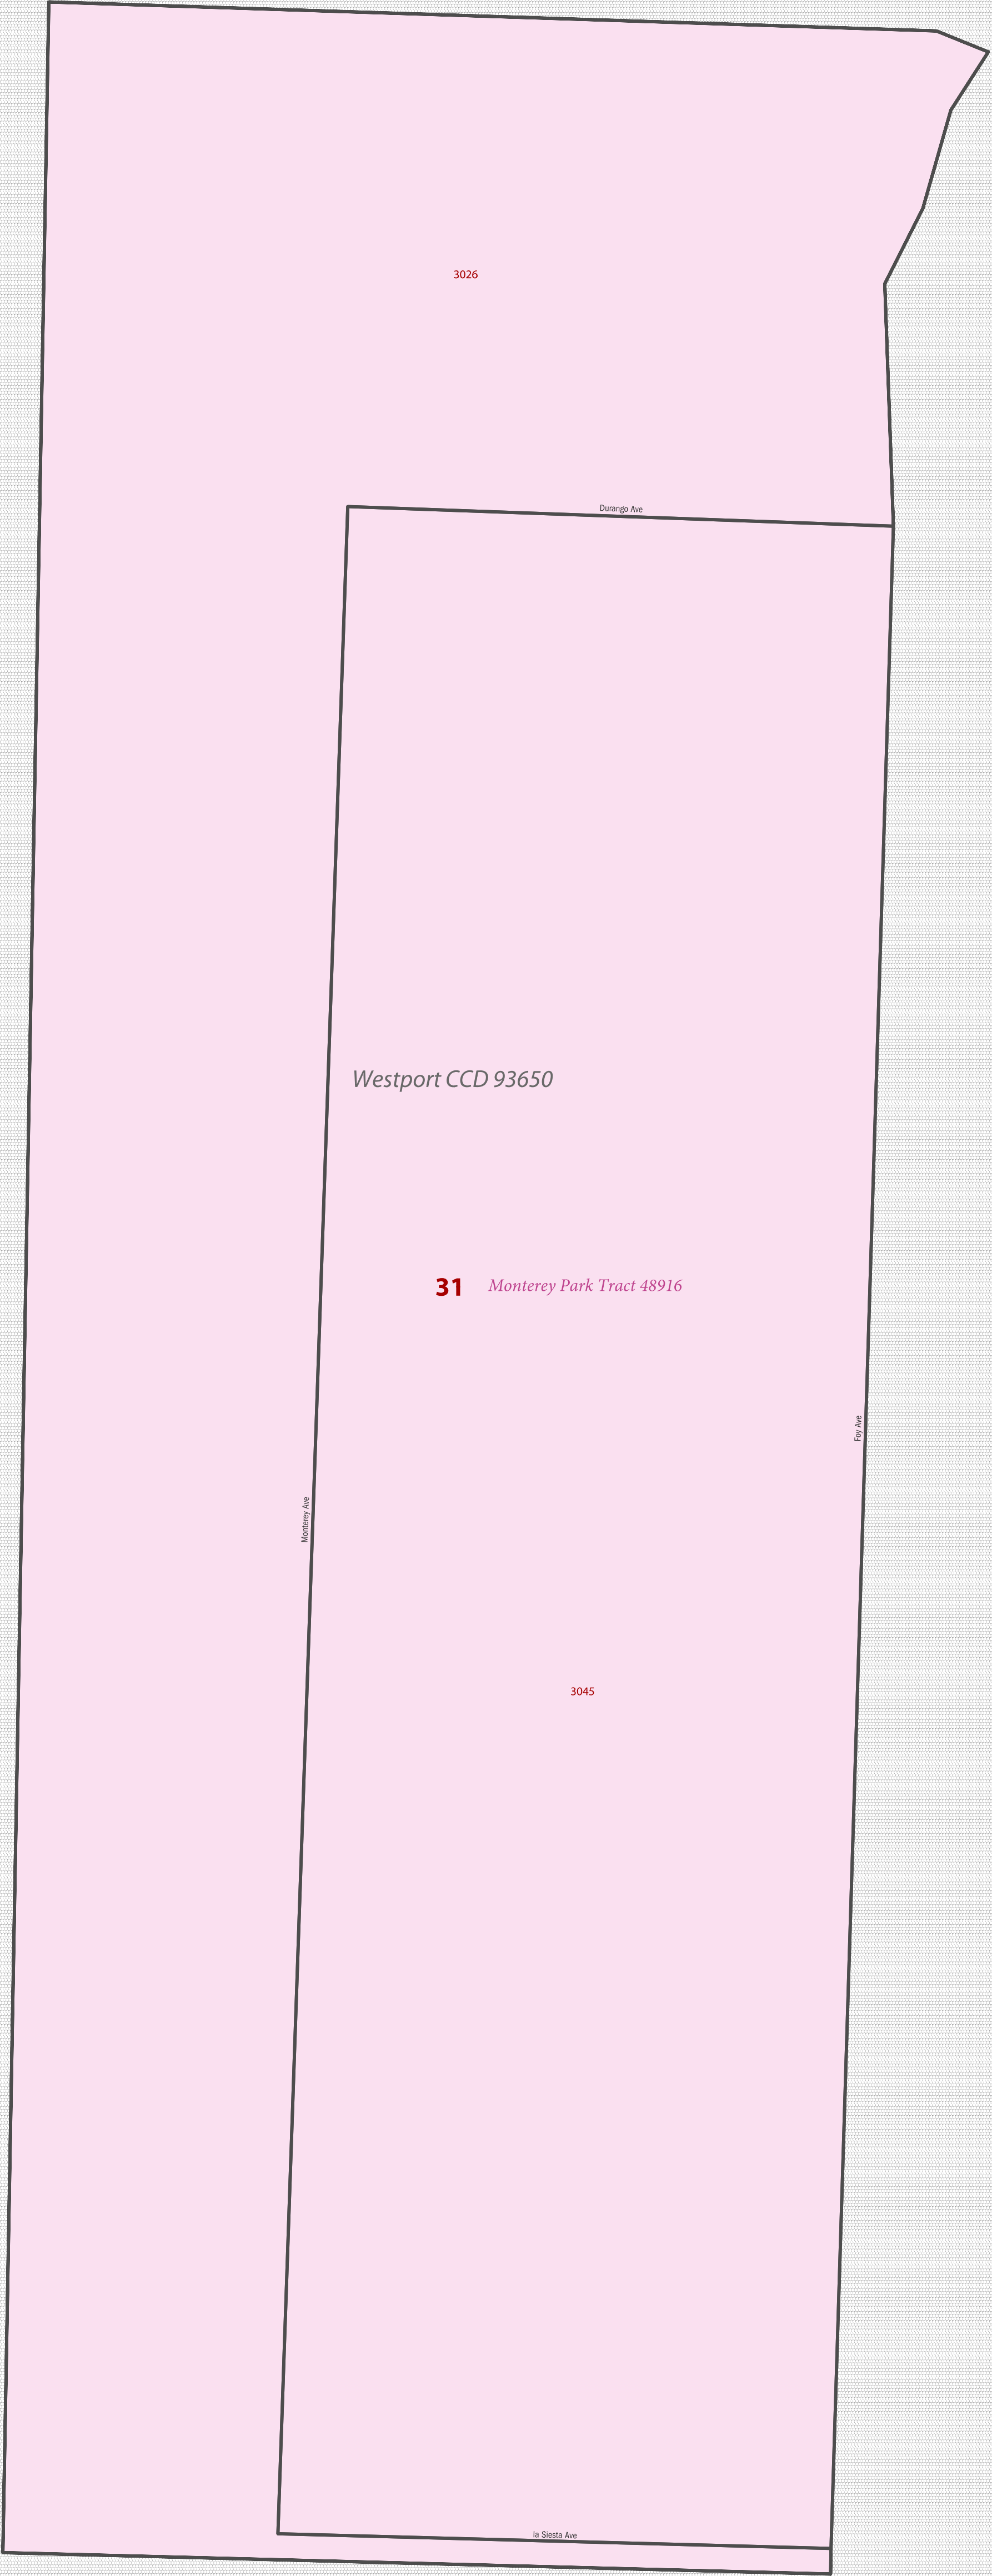 3026
Durango Ave
Westport CCD 93650
31 Monterey Park Tract 48916
Foy Ave
Monterey Ave
3045
la Siesta Ave